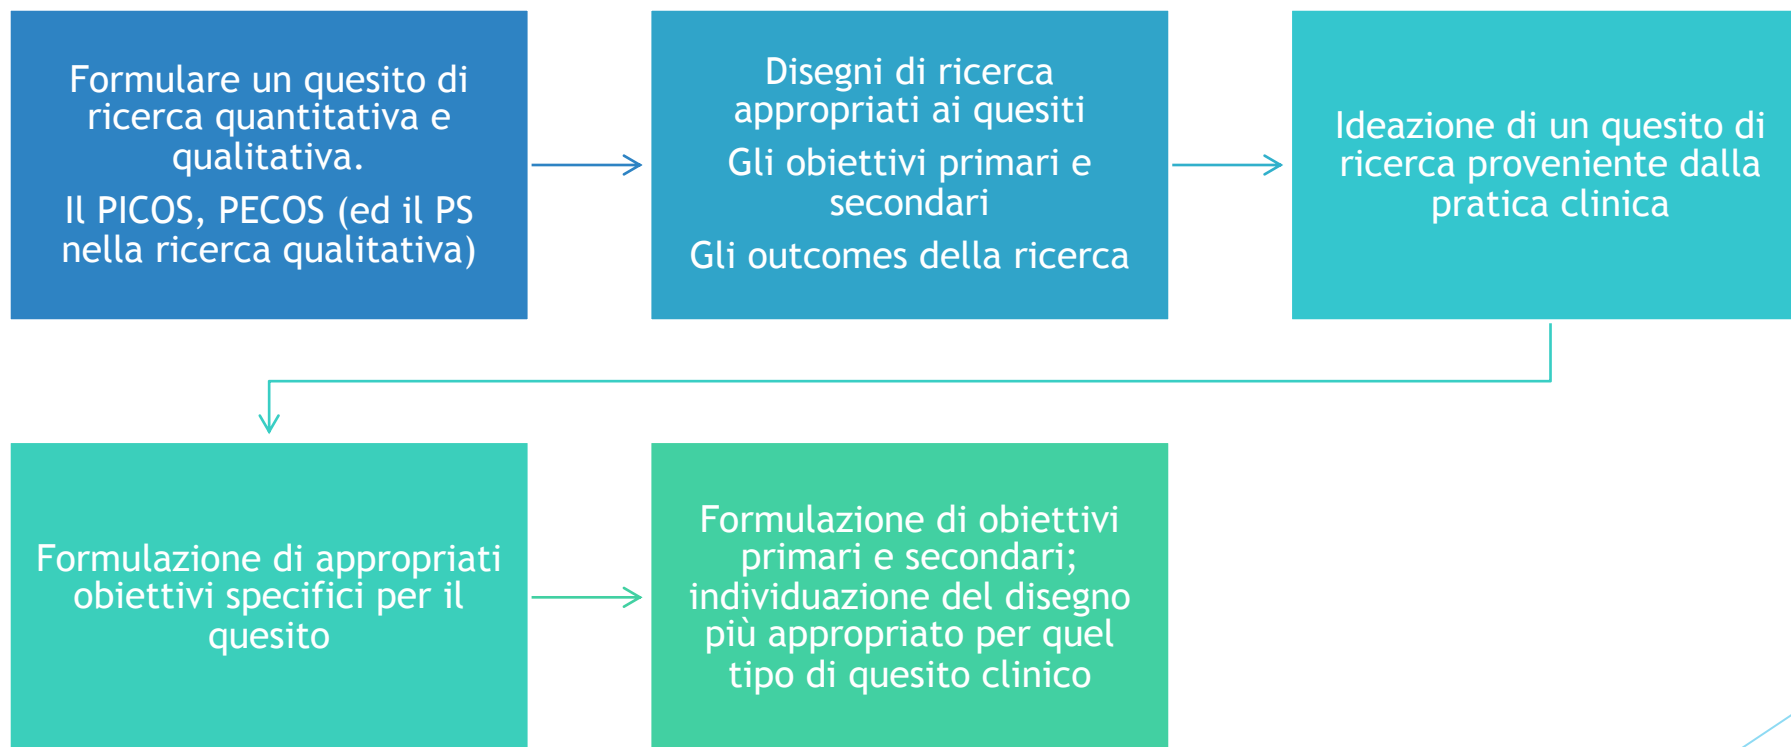 Formulare un quesito di
ricerca quantitativa e
qualitativa.
Il PICOS, PECOS (ed il PS
nella ricerca qualitativa)
Disegni di ricerca
appropriati ai quesiti
Gli obiettivi primari e
secondari
Gli outcomes della ricerca
Ideazione di un quesito di
ricerca proveniente dalla
pratica clinica
Formulazione di appropriati
obiettivi specifici per il
quesito
Formulazione di obiettivi
primari e secondari;
individuazione del disegno
più appropriato per quel
tipo di quesito clinico